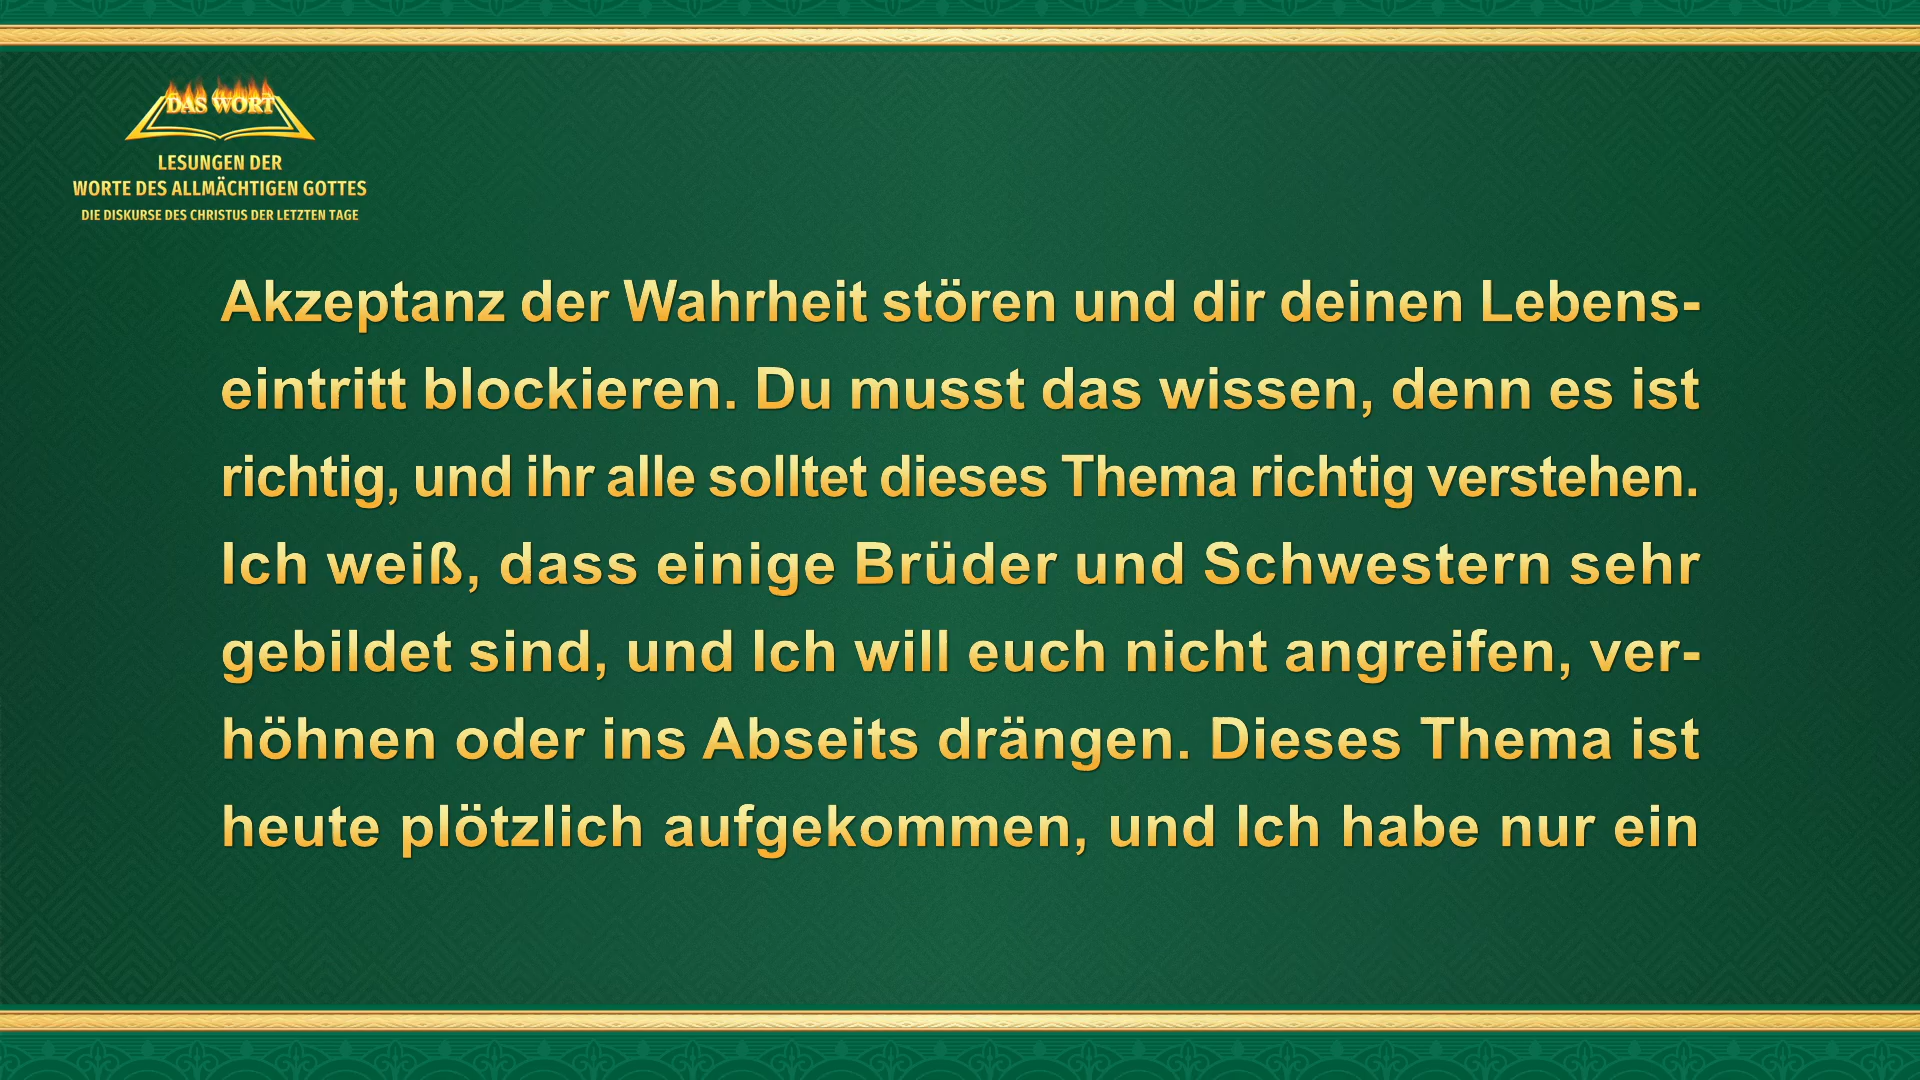 DAS WORT
LESUNGEN DER
WORTE DES ALLMÄCHTIGEN GOTTES
DIE DISKURSE DES CHRISTUS DER LETZTEN TAGE
Akzeptanz der Wahrheit stören und dir deinen Lebens-
eintritt blockieren. Du musst das wissen, denn es ist
richtig, und ihr alle solltet dieses Thema richtig verstehen.
Ich weiß, dass einige Brüder und Schwestern sehr
gebildet sind, und Ich will euch nicht angreifen, ver-
höhnen oder ins Abseits drängen. Dieses Thema ist
heute plötzlich aufgekommen, und Ich habe nur ein